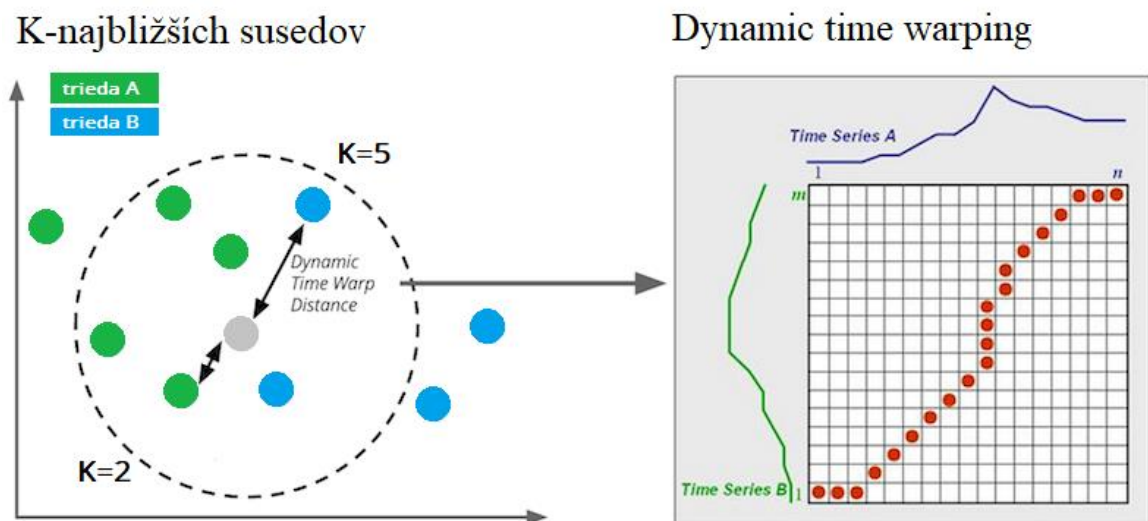 K-najbližších susedov
Dynamic time warping
trieda A
trieda B
K=5
Dynamic
Time Warp
Distance
K=2
Time Series A
1
n
m
Time Series B
1